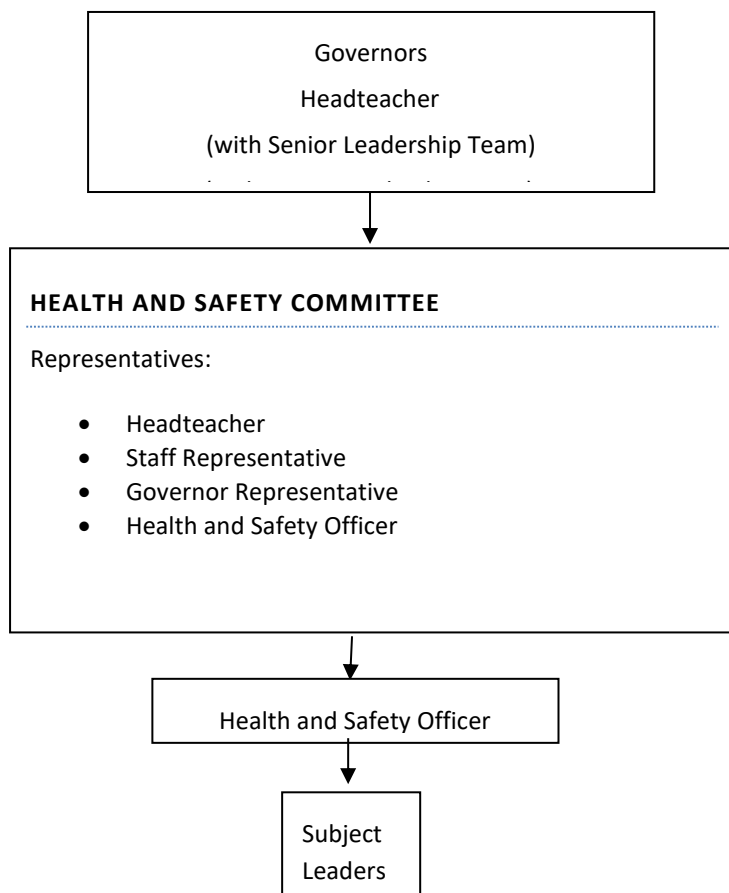 Governors
Headteacher
(with Senior Leadership Team)
HEALTH AND SAFETY COMMITTEE
Representatives:
• Headteacher
• Staff Representative
• Governor Representative
• Health and Safety Officer
Health and Safety Officer
Subject
Leaders